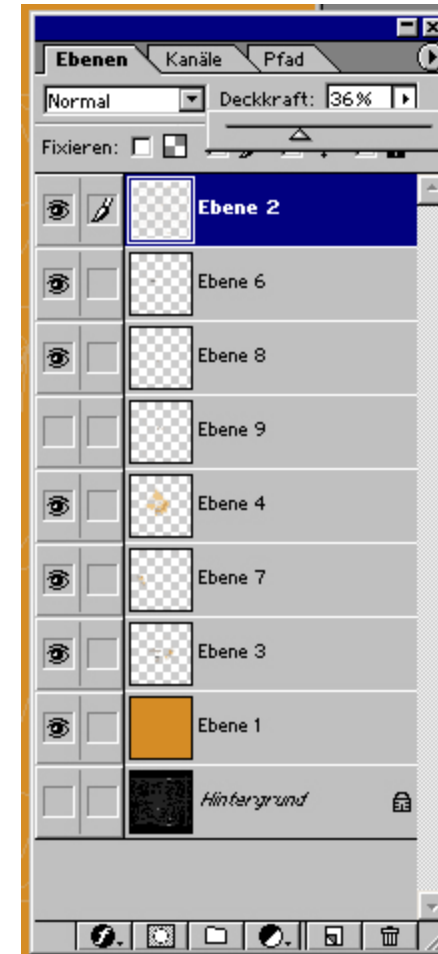 Ebenen Kanäle Pfad
Normal Deckkraft: 36%
Fixieren:
Ebene 2
Ebene 6
Ebene 8
Ebene 9
Ebene 4
Ebene 7
Ebene 3
Ebene 1
Hintergrund